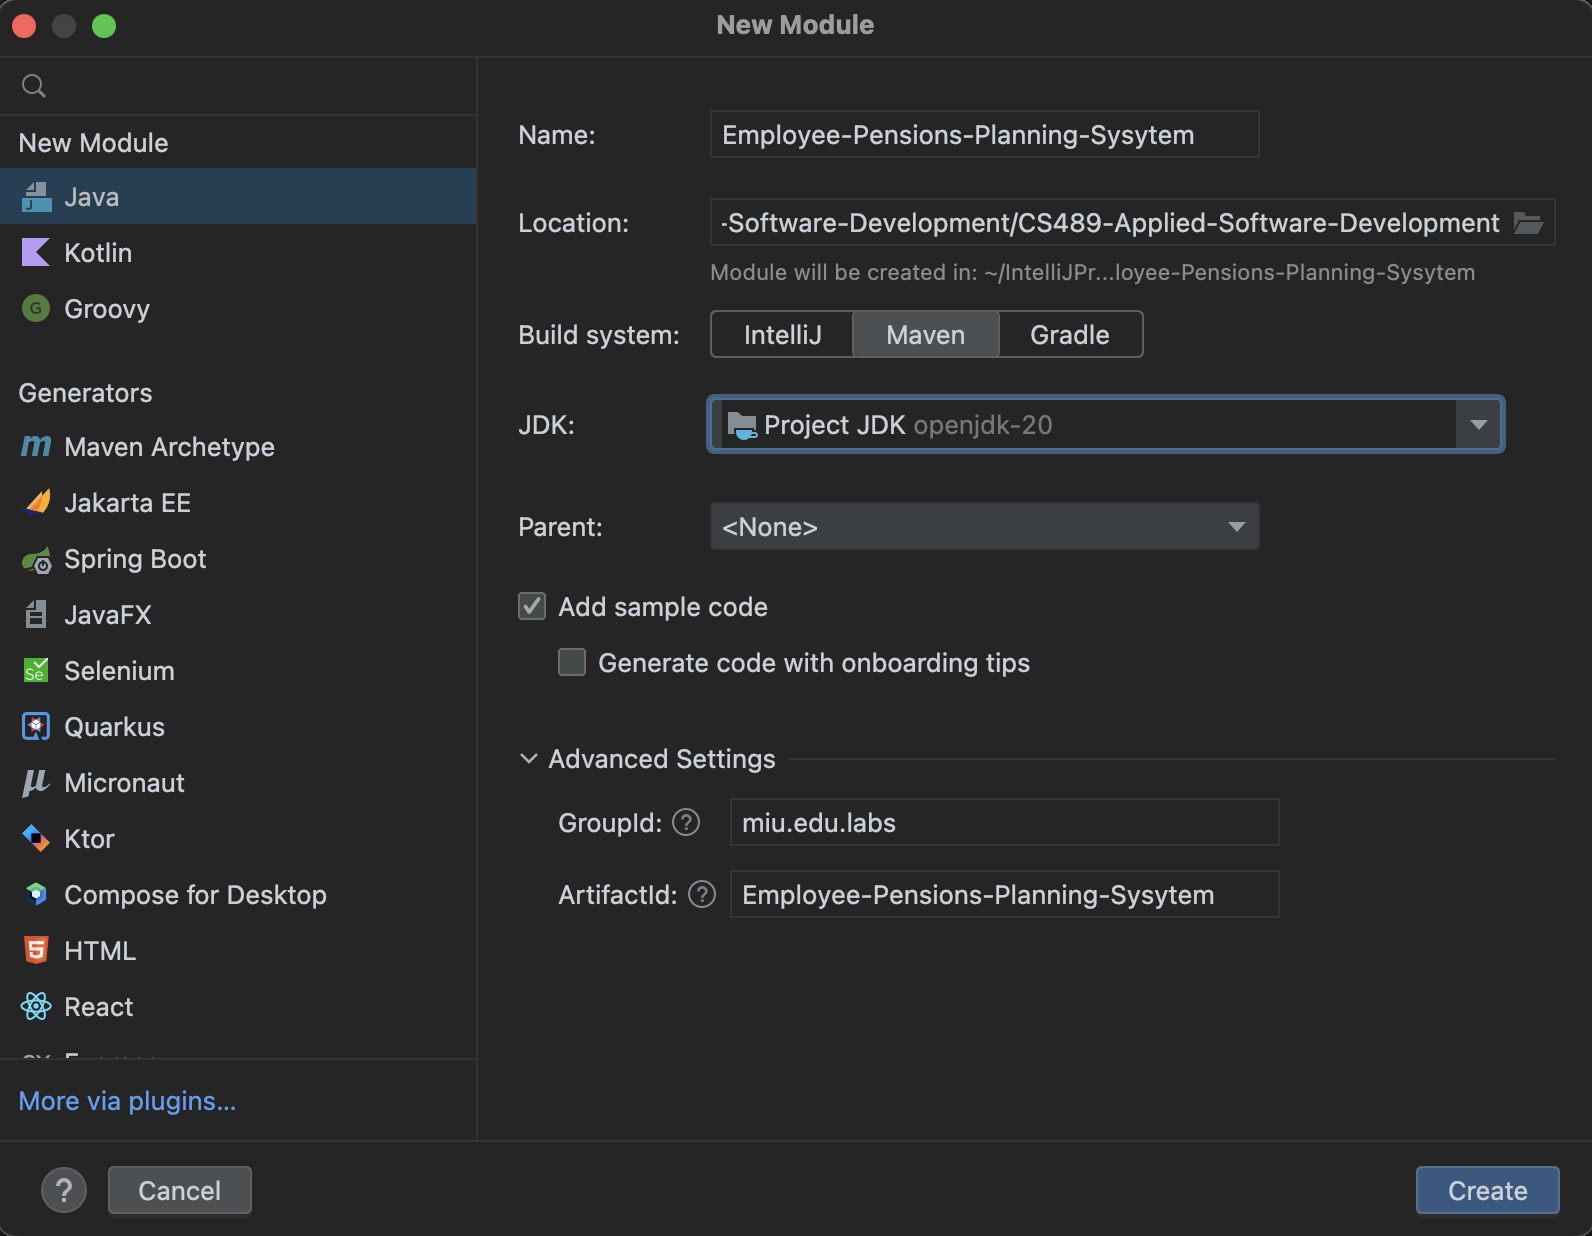 New Module
New Module
Java
Kotlin
Groovy
Generators
Maven Archetype
Jakarta EE
Spring Boot
JavaFX
Selenium
Quarkus
Micronaut
Ktor
Compose for Desktop
HTML
React
More via plugins...
Name: Employee-Pensions-Planning-Sysytem
Location: -Software-Development/CS489-Applied-Software-Development
Module will be created in: ~/IntelliJPr...loyee-Pensions-Planning-Sysytem
Build system: IntelliJ Maven Gradle
JDK: Project JDK openjdk-20
Parent: <None>
Add sample code
Generate code with onboarding tips
Advanced Settings
GroupId: ? miu.edu.labs
ArtifactId: ? Employee-Pensions-Planning-Sysytem
? Cancel Create